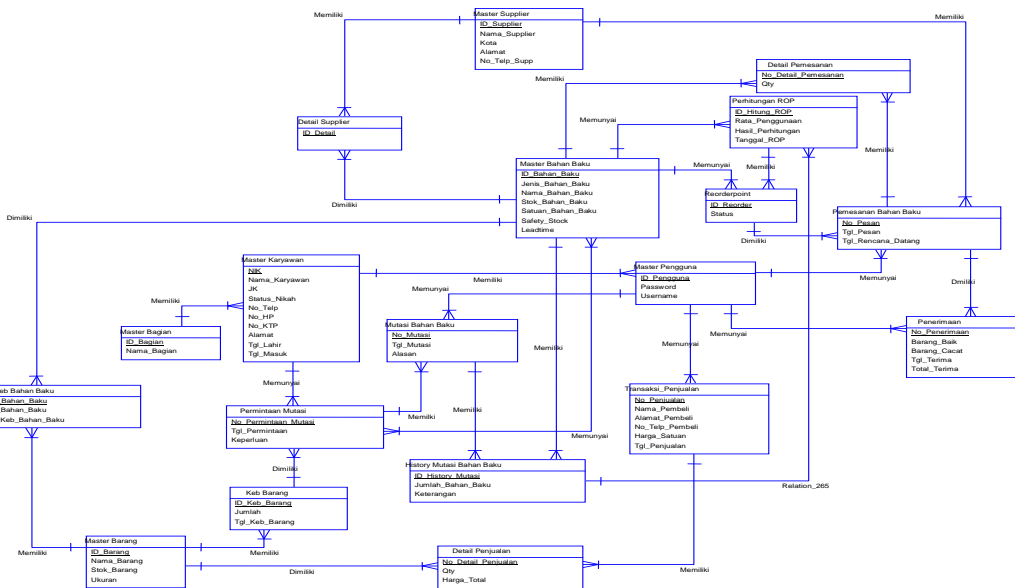 Memiliki
Master Supplier
ID_Supplier
Nama_Supplier
Kota
Alamat
No_Telp_Supp
Memiliki
Detail Pemesanan
No_Detail_Pemesanan
Qty
Memiliki
Perhitungan ROP
ID_Hitung_ROP
Rata_Penggunaan
Hasil_Perhitungan
Tanggal_ROP
Detail Supplier
ID_Detail
Memunyai
Memiliki
Master Bahan Baku
ID_Bahan_Baku
Jenis_Bahan_Baku
Nama_Bahan_Baku
Stok_Bahan_Baku
Satuan_Bahan_Baku
Safety_Stock
Leadtime
Memunyai
Memiliki
Reorderpoint
ID_Reorder
Status
Dimiliki
Dimiliki
Pemesanan Bahan Baku
No_Pesan
Tgl_Pesan
Tgl_Rencana_Datang
Dimiliki
Master Karyawan
NIK
Nama_Karyawan
JK
Status_Nikah
No_Telp
No_HP
No_KTP
Alamat
Tgl_Lahir
Tgl_Masuk
Memiliki
Master Pengguna
ID_Pengguna
Password
Username
Memunyai
Dmiliki
Memiliki
Memunyai
Master Bagian
ID_Bagian
Nama_Bagian
Mutasi Bahan Baku
No_Mutasi
Tgl_Mutasi
Alasan
Memiliki
Memunyai
Memunyai
Penerimaan
No_Penerimaan
Barang_Baik
Barang_Cacat
Tgl_Terima
Total_Terima
Memunyai
eb Bahan Baku
Bahan_Baku
Bahan_Baku
Keb_Bahan_Baku
Permintaan Mutasi
No_Permintaan_Mutasi
Tgl_Permintaan
Keperluan
Memilki
Memiliki
Memunyai
Transaksi_Penjualan
No_Penjualan
Nama_Pembeli
Alamat_Pembeli
No_Telp_Pembeli
Harga_Satuan
Tgl_Penjualan
Dimiliki
History Mutasi Bahan Baku
ID_History_Mutasi
Jumlah_Bahan_Baku
Keterangan
Relation_265
Keb Barang
ID_Keb_Barang
Jumlah
Tgl_Keb_Barang
Memiliki
Master Barang
ID_Barang
Nama_Barang
Stok_Barang
Ukuran
Memiliki
Dimiliki
Detail Penjualan
No_Detail_Penjualan
Qty
Harga_Total
Memiliki